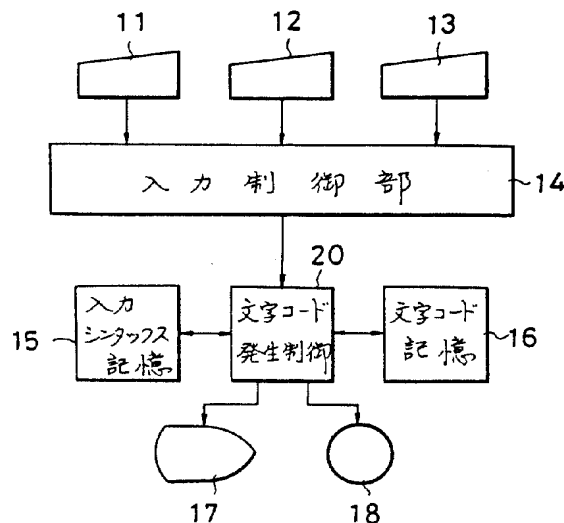 11
12
13
入力制御部
14
20
入力
シンタックス
記憶
15
文字コード
発生制御
文字コード
記憶
16
17
18